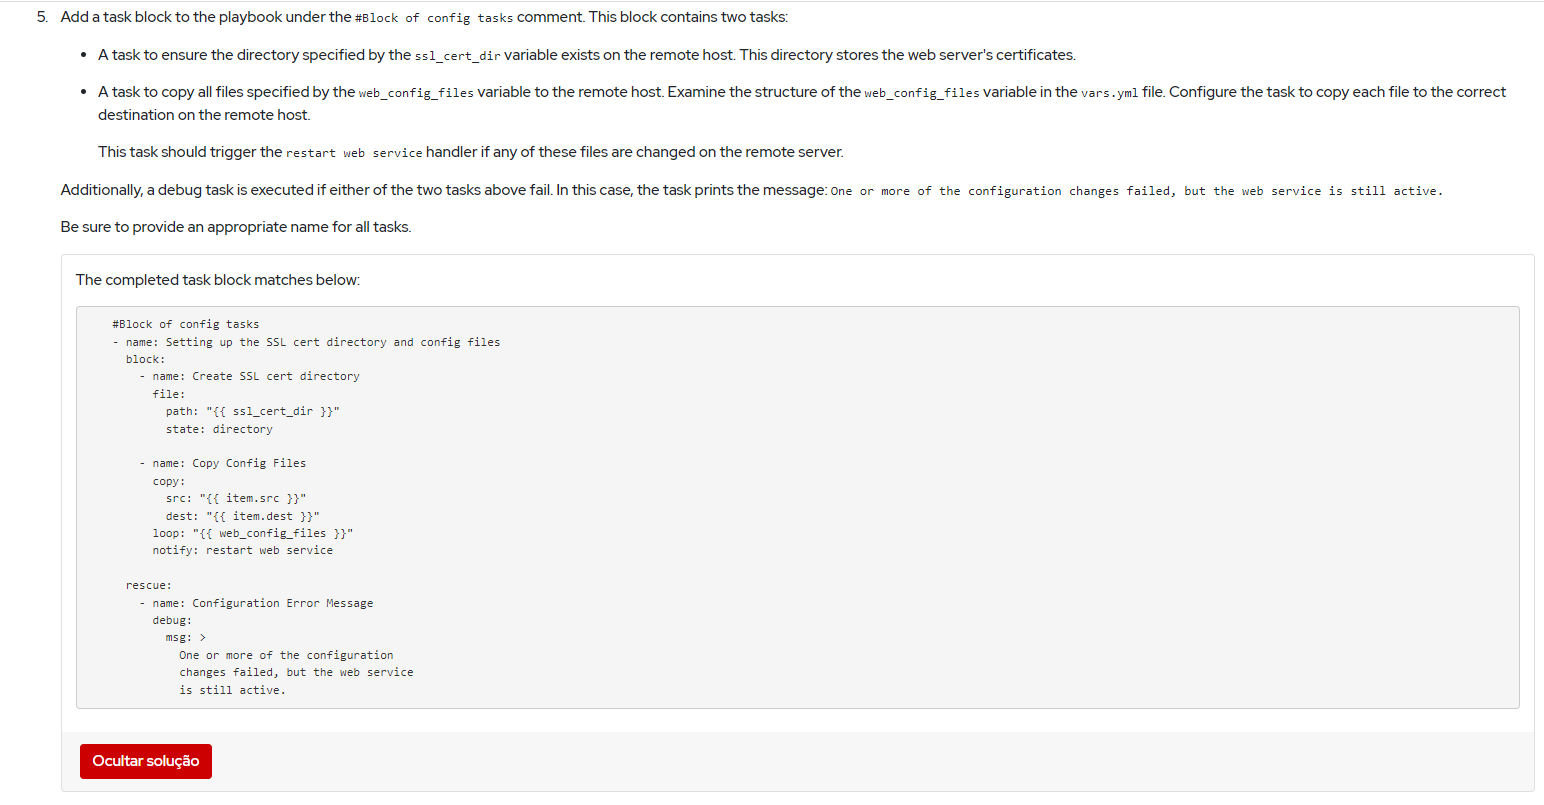 5. Add a task block to the playbook under the #Block of config tasks comment. This block contains two tasks:
• A task to ensure the directory specified by the ssl_cert_dir variable exists on the remote host. This directory stores the web server's certificates.
• A task to copy all files specified by the web_config_files variable to the remote host. Examine the structure of the web_config_files variable in the vars.yml file. Configure the task to copy each file to the correct
destination on the remote host.
This task should trigger the restart web service handler if any of these files are changed on the remote server.
Additionally, a debug task is executed if either of the two tasks above fail. In this case, the task prints the message: One or more of the configuration changes failed, but the web service is still active.
Be sure to provide an appropriate name for all tasks.
The completed task block matches below:
    #Block of config tasks
    - name: Setting up the SSL cert directory and config files
      block:
        - name: Create SSL cert directory
          file:
            path: "{{ ssl_cert_dir }}"
            state: directory
        - name: Copy Config Files
          copy:
            src: "{{ item.src }}"
            dest: "{{ item.dest }}"
          loop: "{{ web_config_files }}"
          notify: restart web service
      rescue:
        - name: Configuration Error Message
          debug:
            msg: >
              One or more of the configuration
              changes failed, but the web service
              is still active.
Ocultar solução